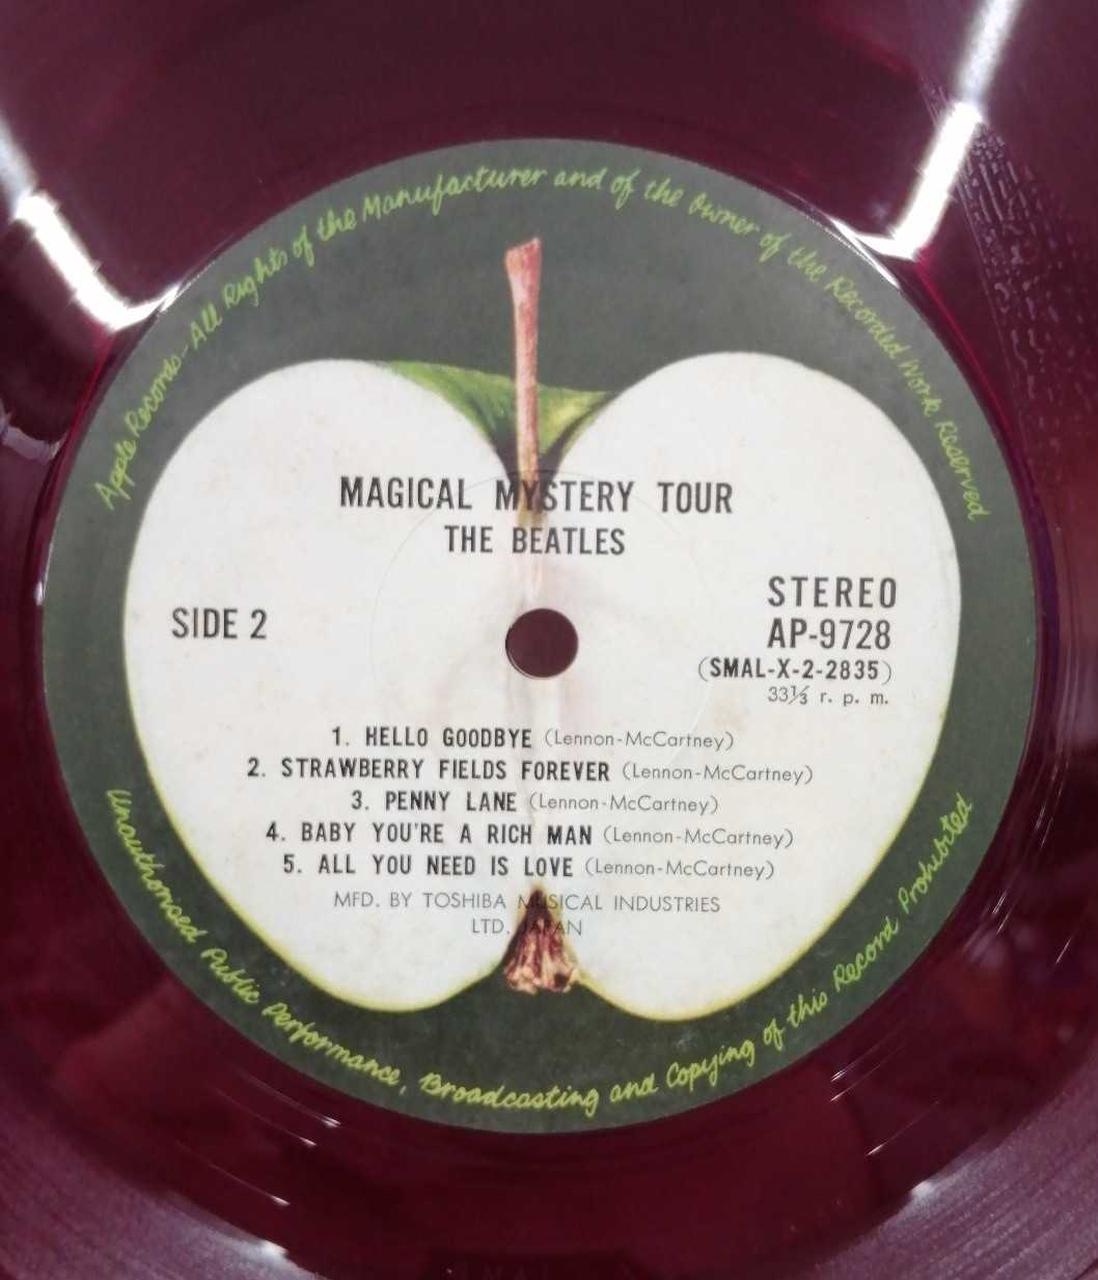 Apple Records-All Rights of the Manufacturer and of the Owner of the Recorded Work Reserved
MAGICAL MYSTERY TOUR
THE BEATLES
SIDE 2
STEREO
AP-9728
(SMAL-X-2-2835)
33⅓ r. p. m.
1. HELLO GOODBYE (Lennon-McCartney)
2. STRAWBERRY FIELDS FOREVER (Lennon-McCartney)
3. PENNY LANE (Lennon-McCartney)
4. BABY YOU'RE A RICH MAN (Lennon-McCartney)
5. ALL YOU NEED IS LOVE (Lennon-McCartney)
MFD. BY TOSHIBA MUSICAL INDUSTRIES
LTD. JAPAN
Unauthorised Public Performance, Broadcasting and Copying of this Record Prohibited